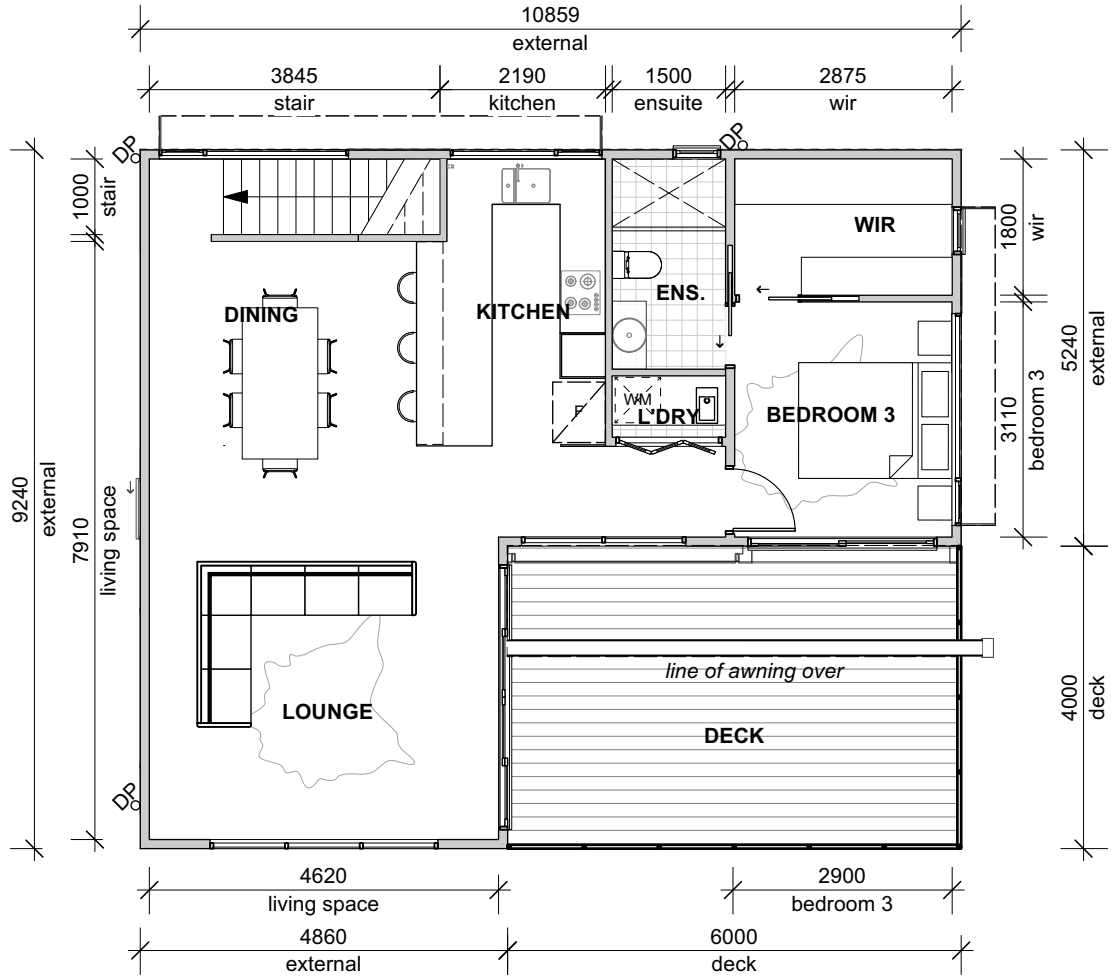 10859
external
3845
stair
2190
kitchen
1500
ensuite
2875
wir
DP
DP
1000
stair
1800
wir
WIR
ENS.
DINING
KITCHEN
5240
external
F
WM
L'DRY
BEDROOM 3
3110
bedroom 3
9240
external
7910
living space
line of awning over
LOUNGE
DECK
4000
deck
DP
4620
living space
2900
bedroom 3
4860
external
6000
deck